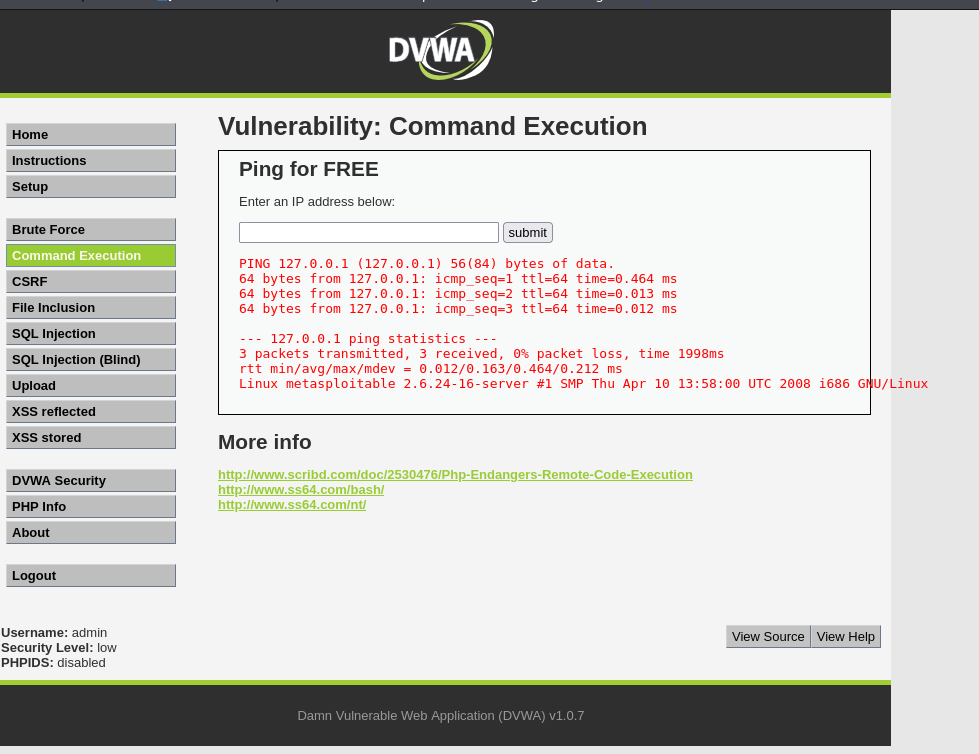 DVWA
Home
Instructions
Setup
Brute Force
Command Execution
CSRF
File Inclusion
SQL Injection
SQL Injection (Blind)
Upload
XSS reflected
XSS stored
DVWA Security
PHP Info
About
Logout
Vulnerability: Command Execution
Ping for FREE
Enter an IP address below:
submit
PING 127.0.0.1 (127.0.0.1) 56(84) bytes of data.
64 bytes from 127.0.0.1: icmp_seq=1 ttl=64 time=0.464 ms
64 bytes from 127.0.0.1: icmp_seq=2 ttl=64 time=0.013 ms
64 bytes from 127.0.0.1: icmp_seq=3 ttl=64 time=0.012 ms
--- 127.0.0.1 ping statistics ---
3 packets transmitted, 3 received, 0% packet loss, time 1998ms
rtt min/avg/max/mdev = 0.012/0.163/0.464/0.212 ms
Linux metasploitable 2.6.24-16-server #1 SMP Thu Apr 10 13:58:00 UTC 2008 i686 GNU/Linux
More info
http://www.scribd.com/doc/2530476/Php-Endangers-Remote-Code-Execution
http://www.ss64.com/bash/
http://www.ss64.com/nt/
Username: admin
Security Level: low
PHPIDS: disabled
View Source View Help
Damn Vulnerable Web Application (DVWA) v1.0.7